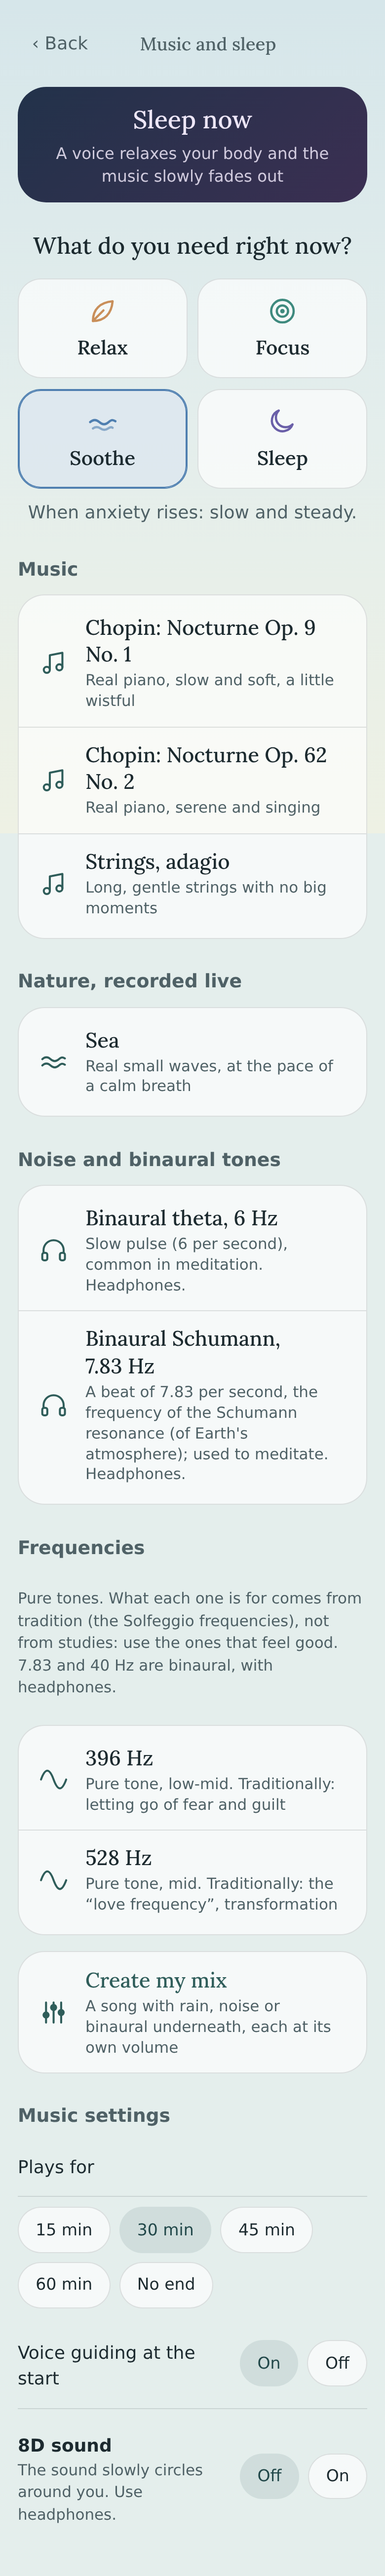 ‹ Back
Music and sleep
Sleep now
A voice relaxes your body and the
music slowly fades out
What do you need right now?
Relax
Focus
Soothe
Sleep
When anxiety rises: slow and steady.
Music
Chopin: Nocturne Op. 9
No. 1
Real piano, slow and soft, a little
wistful
Chopin: Nocturne Op. 62
No. 2
Real piano, serene and singing
Strings, adagio
Long, gentle strings with no big
moments
Nature, recorded live
Sea
Real small waves, at the pace of
a calm breath
Noise and binaural tones
Binaural theta, 6 Hz
Slow pulse (6 per second),
common in meditation.
Headphones.
Binaural Schumann,
7.83 Hz
A beat of 7.83 per second, the
frequency of the Schumann
resonance (of Earth's
atmosphere); used to meditate.
Headphones.
Frequencies
Pure tones. What each one is for comes from
tradition (the Solfeggio frequencies), not
from studies: use the ones that feel good.
7.83 and 40 Hz are binaural, with
headphones.
396 Hz
Pure tone, low-mid. Traditionally:
letting go of fear and guilt
528 Hz
Pure tone, mid. Traditionally: the
“love frequency”, transformation
Create my mix
A song with rain, noise or
binaural underneath, each at its
own volume
Music settings
Plays for
15 min
30 min
45 min
60 min
No end
Voice guiding at the
start
On
Off
8D sound
The sound slowly circles
around you. Use
headphones.
Off
On